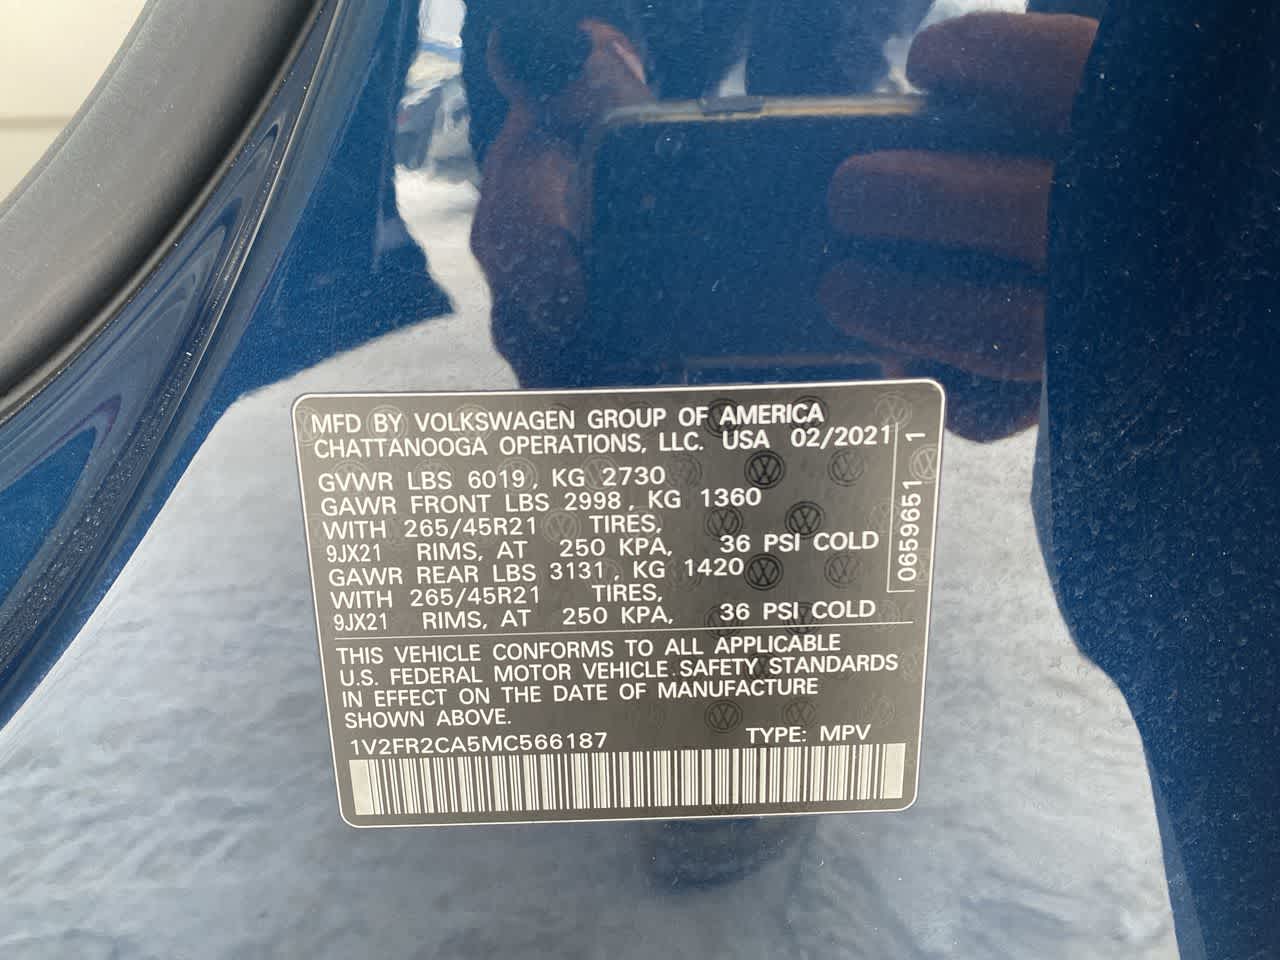 MFD BY VOLKSWAGEN GROUP OF AMERICA
CHATTANOOGA OPERATIONS, LLC. USA 02/2021
GVWR LBS 6019, KG 2730
GAWR FRONT LBS 2998, KG 1360
WITH 265/45R21 TIRES,
9JX21 RIMS, AT 250 KPA, 36 PSI COLD
GAWR REAR LBS 3131, KG 1420
WITH 265/45R21 TIRES,
9JX21 RIMS, AT 250 KPA, 36 PSI COLD
0659651 1
THIS VEHICLE CONFORMS TO ALL APPLICABLE
U.S. FEDERAL MOTOR VEHICLE SAFETY STANDARDS
IN EFFECT ON THE DATE OF MANUFACTURE
SHOWN ABOVE.
1V2FR2CA5MC566187 TYPE: MPV